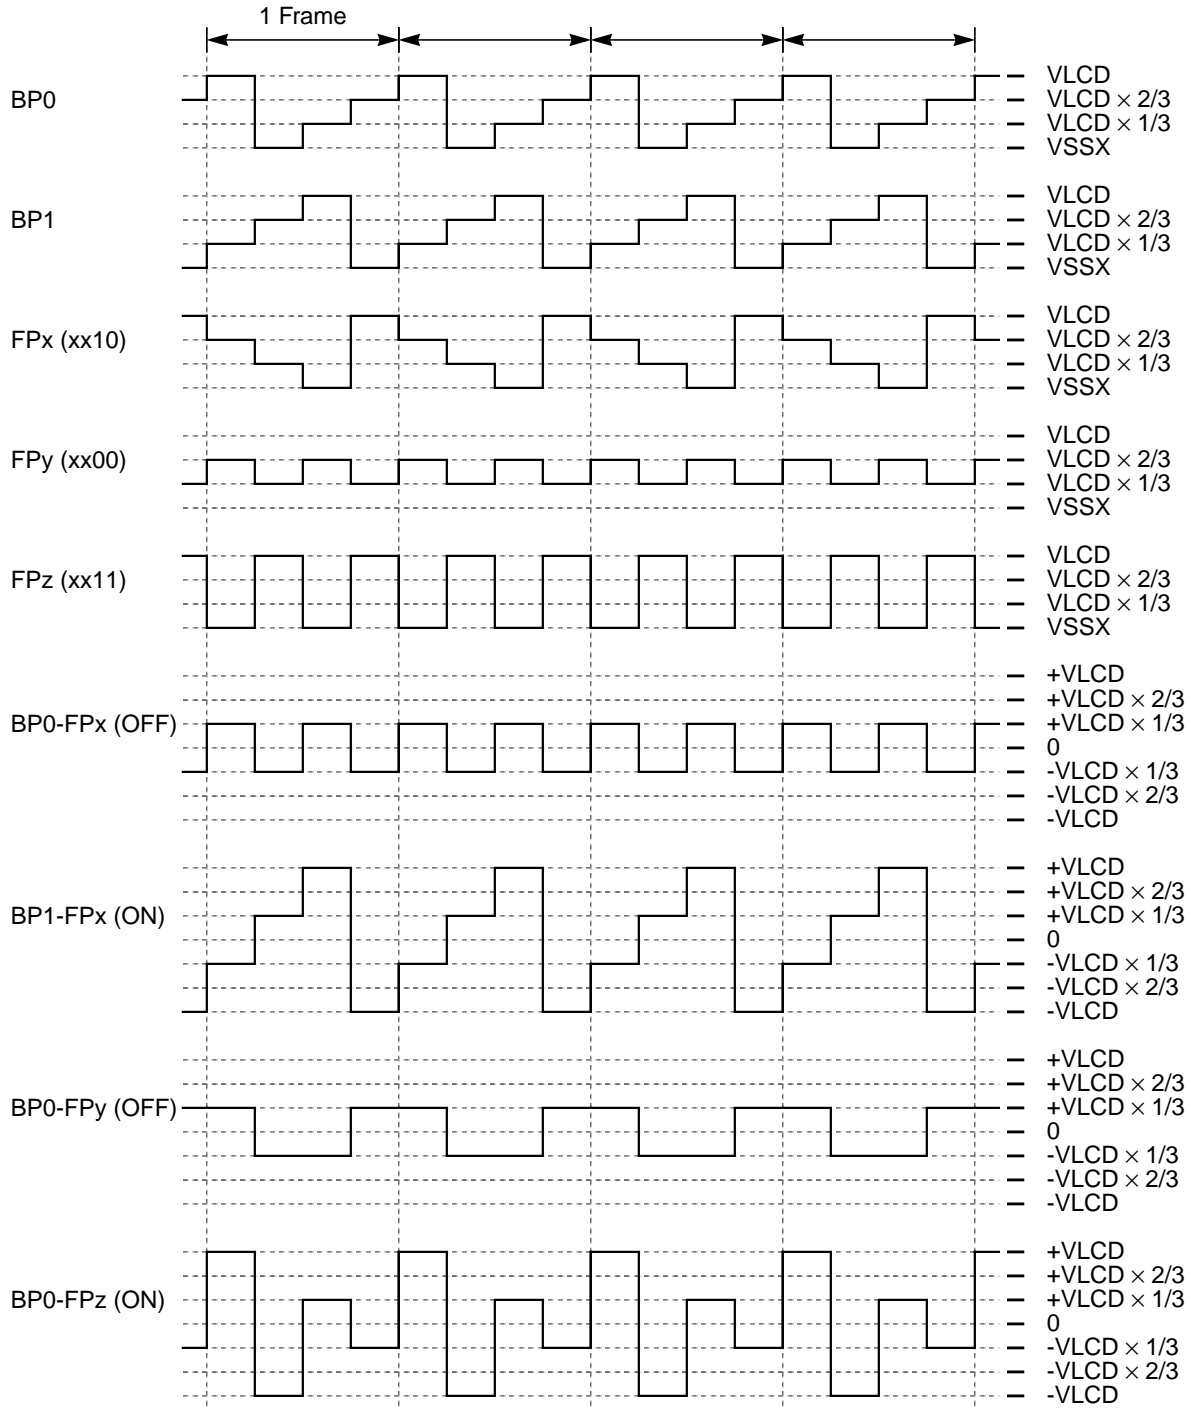 1 Frame
BP0
VLCD
VLCD × 2/3
VLCD × 1/3
VSSX
BP1
VLCD
VLCD × 2/3
VLCD × 1/3
VSSX
FPx (xx10)
VLCD
VLCD × 2/3
VLCD × 1/3
VSSX
FPy (xx00)
VLCD
VLCD × 2/3
VLCD × 1/3
VSSX
FPz (xx11)
VLCD
VLCD × 2/3
VLCD × 1/3
VSSX
BP0-FPx (OFF)
+VLCD
+VLCD × 2/3
+VLCD × 1/3
0
-VLCD × 1/3
-VLCD × 2/3
-VLCD
BP1-FPx (ON)
+VLCD
+VLCD × 2/3
+VLCD × 1/3
0
-VLCD × 1/3
-VLCD × 2/3
-VLCD
BP0-FPy (OFF)
+VLCD
+VLCD × 2/3
+VLCD × 1/3
0
-VLCD × 1/3
-VLCD × 2/3
-VLCD
BP0-FPz (ON)
+VLCD
+VLCD × 2/3
+VLCD × 1/3
0
-VLCD × 1/3
-VLCD × 2/3
-VLCD